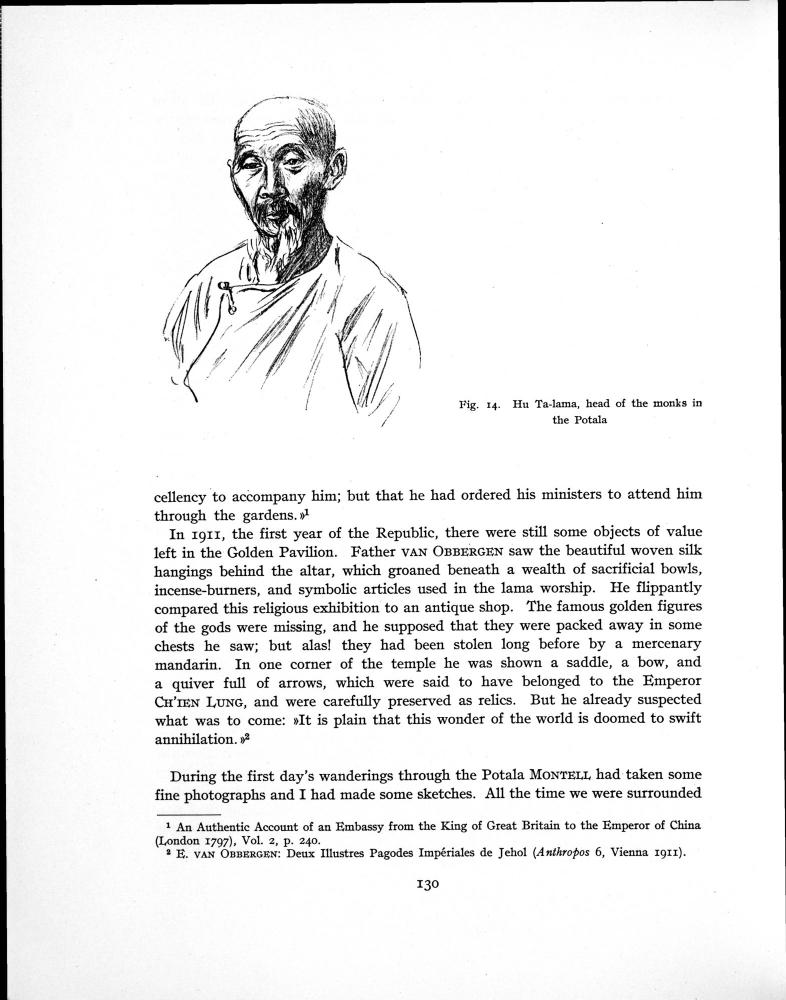 Fig. 14. Hu Ta-lama, head of the monks in
the Potala
cellency to accompany him; but that he had ordered his ministers to attend him
through the gardens.»¹
In 1911, the first year of the Republic, there were still some objects of value
left in the Golden Pavilion. Father VAN OBBERGEN saw the beautiful woven silk
hangings behind the altar, which groaned beneath a wealth of sacrificial bowls,
incense-burners, and symbolic articles used in the lama worship. He flippantly
compared this religious exhibition to an antique shop. The famous golden figures
of the gods were missing, and he supposed that they were packed away in some
chests he saw; but alas! they had been stolen long before by a mercenary
mandarin. In one corner of the temple he was shown a saddle, a bow, and
a quiver full of arrows, which were said to have belonged to the Emperor
CH'IEN LUNG, and were carefully preserved as relics. But he already suspected
what was to come: »It is plain that this wonder of the world is doomed to swift
annihilation.»²
During the first day's wanderings through the Potala MONTELL had taken some
fine photographs and I had made some sketches. All the time we were surrounded
¹ An Authentic Account of an Embassy from the King of Great Britain to the Emperor of China
(London 1797), Vol. 2, p. 240.
² E. VAN OBBERGEN: Deux Illustres Pagodes Impériales de Jehol (Anthropos 6, Vienna 1911).
130